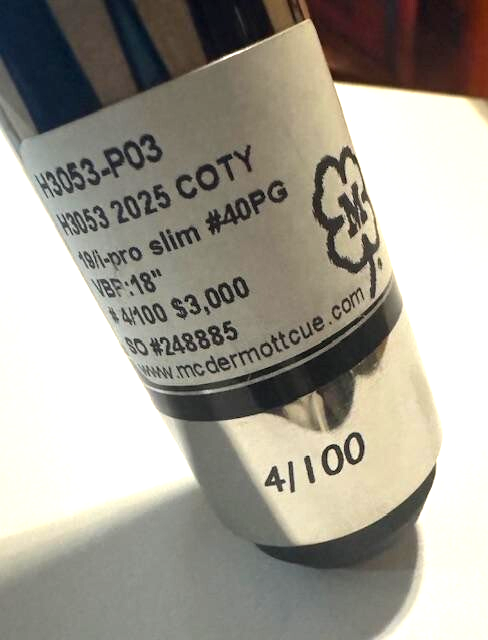 H3053-P03
H3053 2025 COTY
19/i-pro slim #40PG
VBP:18"
# 4/100 $3,000
SO #248885
www.mcdermottcue.com
M
4/100